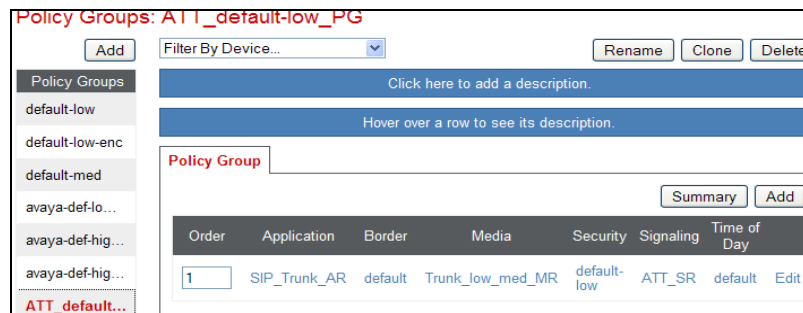 Policy Groups: ATT_default-low_PG
Add
Filter By Device...
Rename
Clone
Delete
Policy Groups
Click here to add a description.
default-low
Hover over a row to see its description.
default-low-enc
default-med
Policy Group
avaya-def-lo...
Summary
Add
avaya-def-hig...
Order Application Border Media Security Signaling Time of Day
avaya-def-hig...
1 SIP_Trunk_AR default Trunk_low_med_MR default-low ATT_SR default Edit
ATT_default...